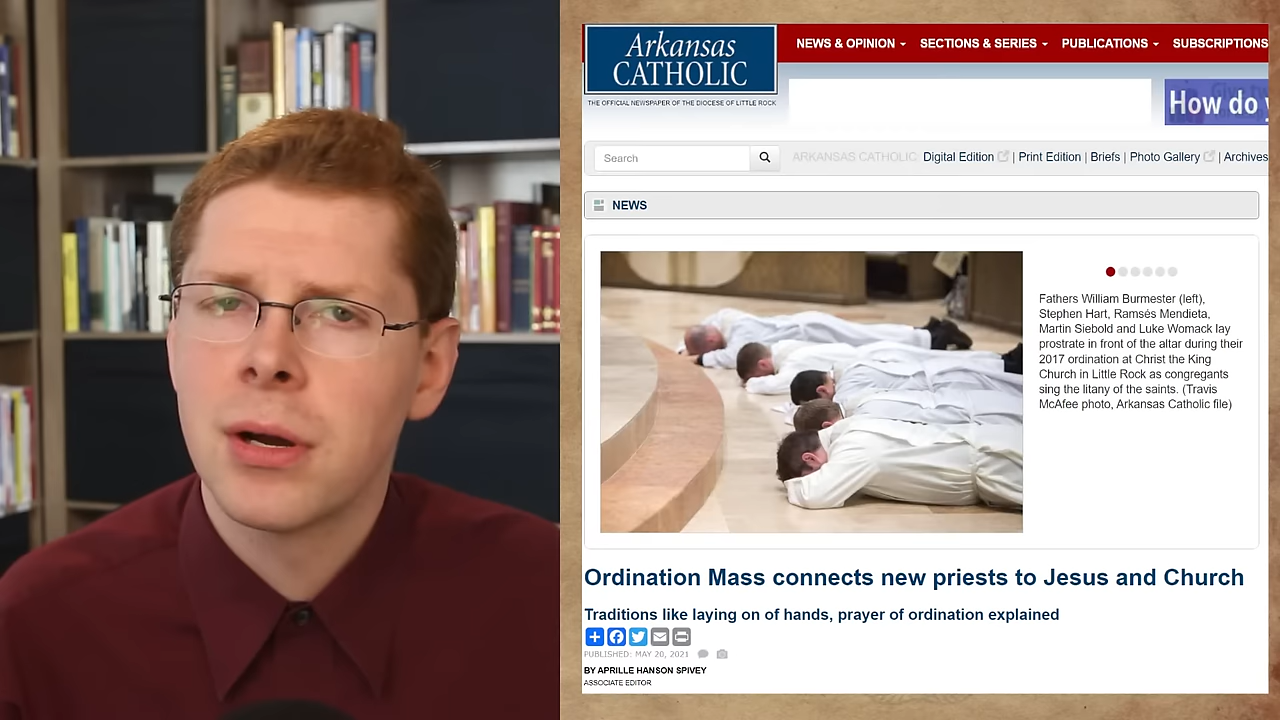 Arkansas
CATHOLIC
THE OFFICIAL NEWSPAPER OF THE DIOCESE OF LITTLE ROCK
NEWS & OPINION SECTIONS & SERIES PUBLICATIONS SUBSCRIPTIONS
How do
Search
ARKANSAS CATHOLIC: Digital Edition | Print Edition | Briefs | Photo Gallery | Archives
NEWS
Fathers William Burmester (left),
Stephen Hart, Ramsés Mendieta,
Martin Siebold and Luke Womack lay
prostrate in front of the altar during their
2017 ordination at Christ the King
Church in Little Rock as congregants
sing the litany of the saints. (Travis
McAfee photo, Arkansas Catholic file)
Ordination Mass connects new priests to Jesus and Church
Traditions like laying on of hands, prayer of ordination explained
PUBLISHED: MAY 20, 2021
BY APRILLE HANSON SPIVEY
ASSOCIATE EDITOR